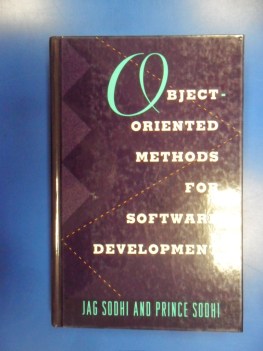 OBJECT-
ORIENTED
METHODS
FOR
SOFTWARE
DEVELOPMENT
JAG SODHI AND PRINCE SODHI